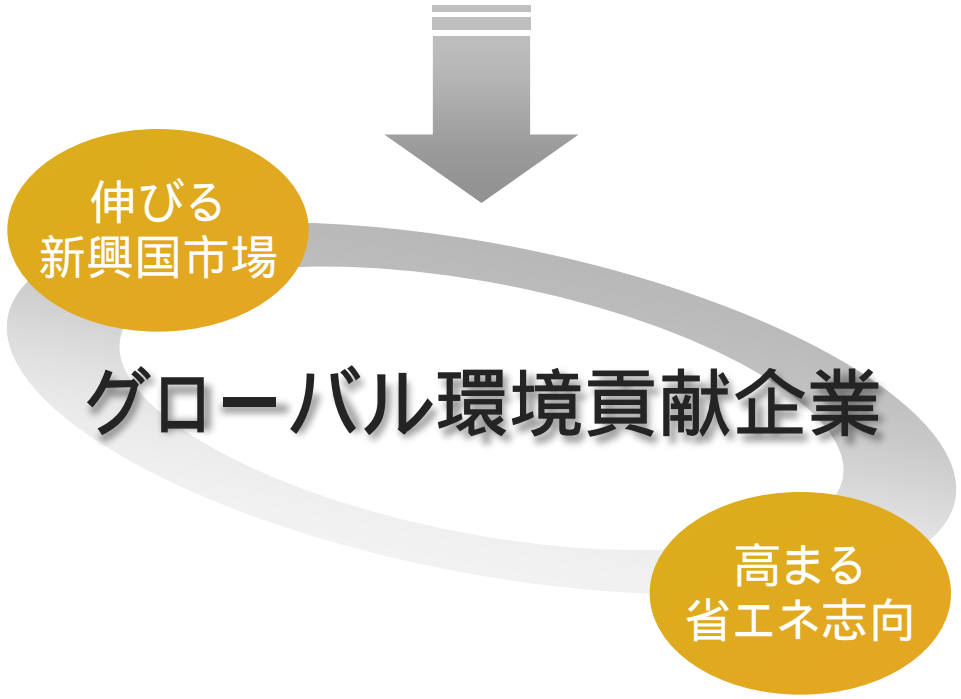 伸びる
新興国市場
グローバル環境貢献企業
高まる
省エネ志向